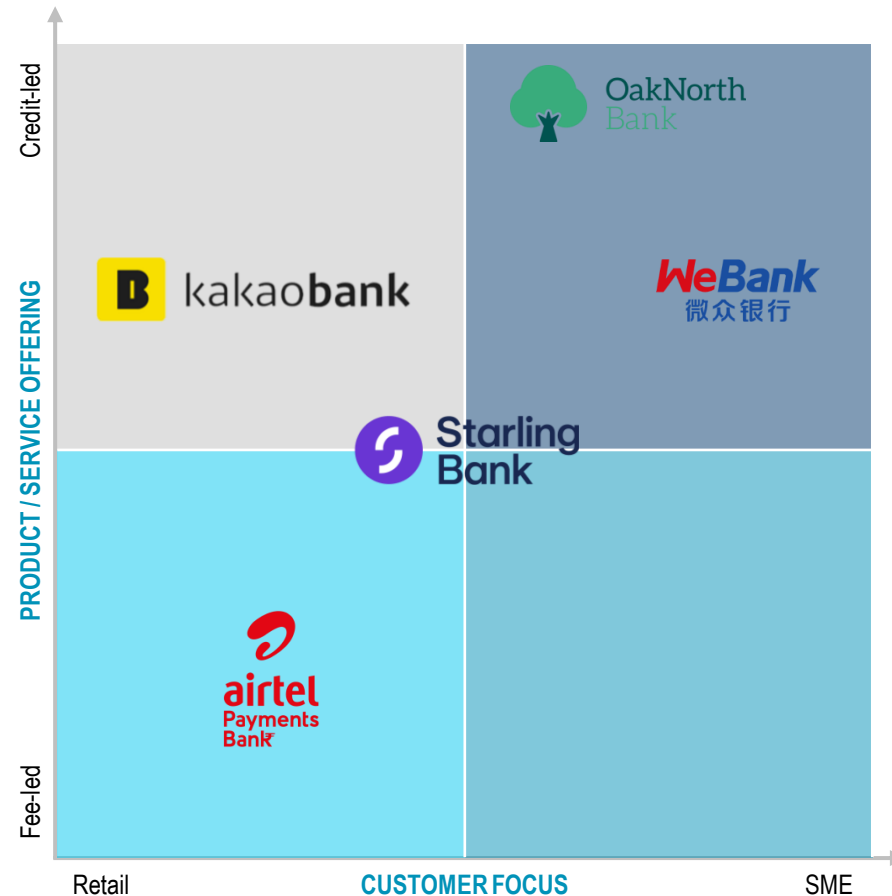 Credit-led
OakNorth
Bank
B kakaobank
WeBank
微众银行
PRODUCT / SERVICE OFFERING
Starling
Bank
airtel
Payments
Bank₹
Fee-led
Retail
CUSTOMER FOCUS
SME